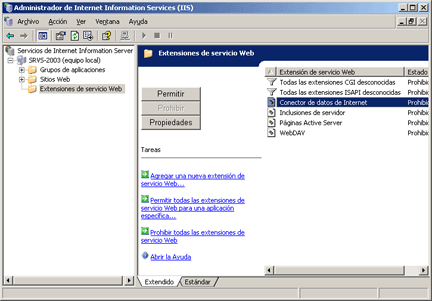 Administrador de Internet Information Services (IIS)
Archivo Acción Ver Ventana Ayuda
Servicios de Internet Information Server
SRVS-2003 (equipo local)
Grupos de aplicaciones
Sitios Web
Extensiones de servicio Web
Extensiones de servicio Web
Permitir
Prohibir
Propiedades
Tareas
Agregar una nueva extensión de
servicio Web...
Permitir todas las extensiones de
servicio Web para una aplicación
específica...
Prohibir todas las extensiones de
servicio Web
Abrir la Ayuda
Extensión de servicio Web Estado
Todas las extensiones CGI desconocidas Prohibi
Todas las extensiones ISAPI desconocidas Prohibi
Conector de datos de Internet Prohibi
Inclusiones de servidor Prohibi
Páginas Active Server Prohibi
WebDAV Prohibi
Extendido Estándar